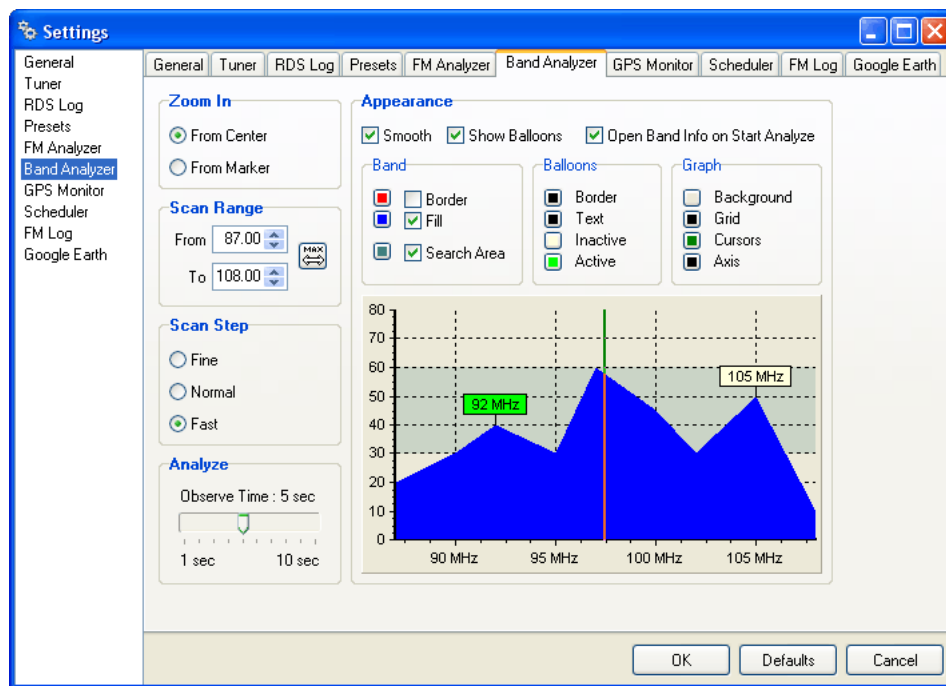 Settings
General
Tuner
RDS Log
Presets
FM Analyzer
Band Analyzer
GPS Monitor
Scheduler
FM Log
Google Earth
General Tuner RDS Log Presets FM Analyzer Band Analyzer GPS Monitor Scheduler FM Log Google Earth
Zoom In
From Center
From Marker
Scan Range
From 87.00
To 108.00
MAX
Scan Step
Fine
Normal
Fast
Analyze
Observe Time : 5 sec
1 sec 10 sec
Appearance
Smooth Show Balloons Open Band Info on Start Analyze
Band
Border
Fill
Search Area
Balloons
Border
Text
Inactive
Active
Graph
Background
Grid
Cursors
Axis
80
70
60
50
40
30
20
10
0
92 MHz
105 MHz
90 MHz 95 MHz 100 MHz 105 MHz
OK Defaults Cancel